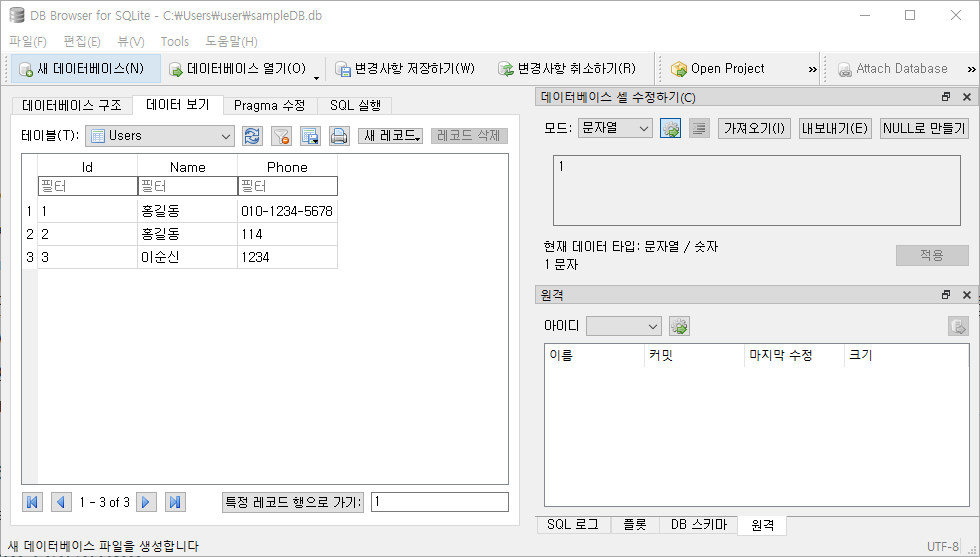 DB Browser for SQLite - C:\Users\user\sampleDB.db
파일(F) 편집(E) 뷰(V) Tools 도움말(H)
새 데이터베이스(N) 데이터베이스 열기(O) 변경사항 저장하기(W) 변경사항 취소하기(R) Open Project » Attach Database »
데이터베이스 구조 데이터 보기 Pragma 수정 SQL 실행
테이블(T): Users 새 레코드 레코드 삭제
Id Name Phone
필터 필터 필터
1 1 홍길동 010-1234-5678
2 2 홍길동 114
3 3 이순신 1234
1 - 3 of 3 특정 레코드 행으로 가기: 1
데이터베이스 셀 수정하기(C)
모드: 문자열 가져오기(I) 내보내기(E) NULL로 만들기
1
현재 데이터 타입: 문자열 / 숫자
1 문자
적용
원격
아이디
이름 커밋 마지막 수정 크기
SQL 로그 플롯 DB 스키마 원격
새 데이터베이스 파일을 생성합니다 UTF-8